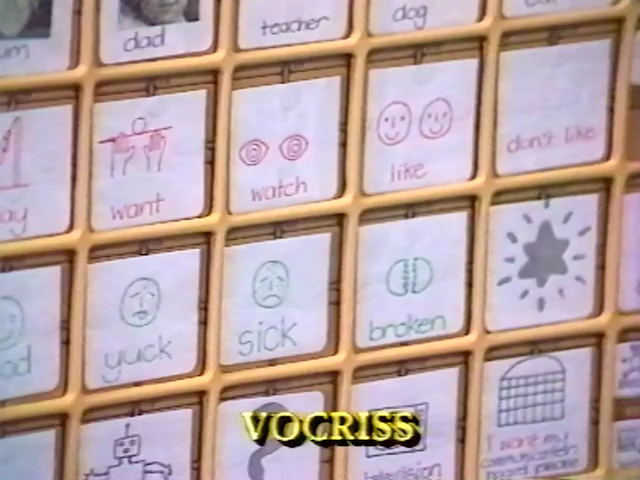 dad
teacher
dog
want
watch
like
don't like
yuck
sick
broken
VOCRISS
television
I want my
communication
board please